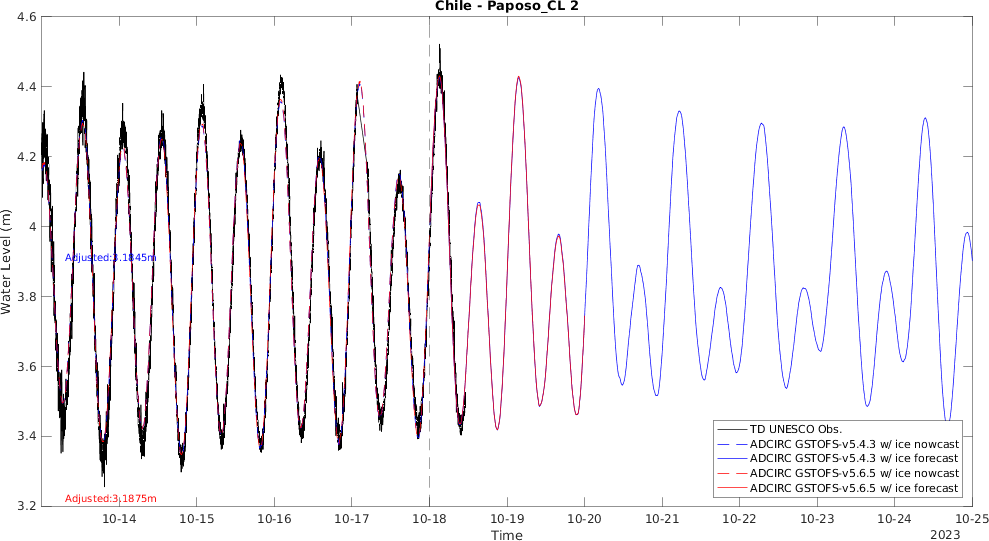 Chile - Paposo_CL 2
4.6
4.4
4.2
4
3.8
3.6
3.4
3.2
Water Level (m)
Adjusted:3.1845m
Adjusted:3.1875m
TD UNESCO Obs.
ADCIRC GSTOFS-v5.4.3 w/ ice nowcast
ADCIRC GSTOFS-v5.4.3 w/ ice forecast
ADCIRC GSTOFS-v5.6.5 w/ ice nowcast
ADCIRC GSTOFS-v5.6.5 w/ ice forecast
10-14 10-15 10-16 10-17 10-18 10-19 10-20 10-21 10-22 10-23 10-24 10-25
Time
2023